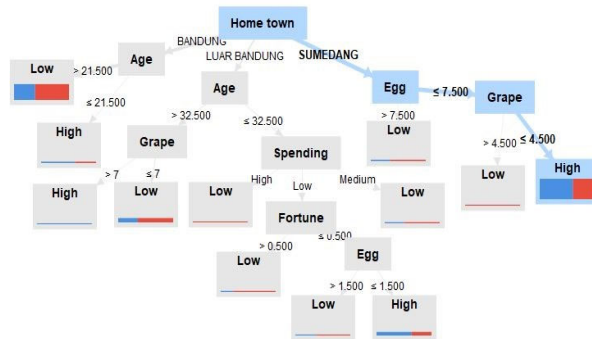 Home town
BANDUNG
LUAR BANDUNG
SUMEDANG
Age
Age
Egg
Grape
Low
> 21.500
≤ 21.500
High
> 32.500
≤ 32.500
> 7.500
≤ 7.500
Low
> 4.500
≤ 4.500
Grape
Spending
Low
High
High
> 7
≤ 7
Low
High
Low
Medium
Low
Low
Fortune
> 0.500
≤ 0.500
Low
Egg
> 1.500
≤ 1.500
Low
High